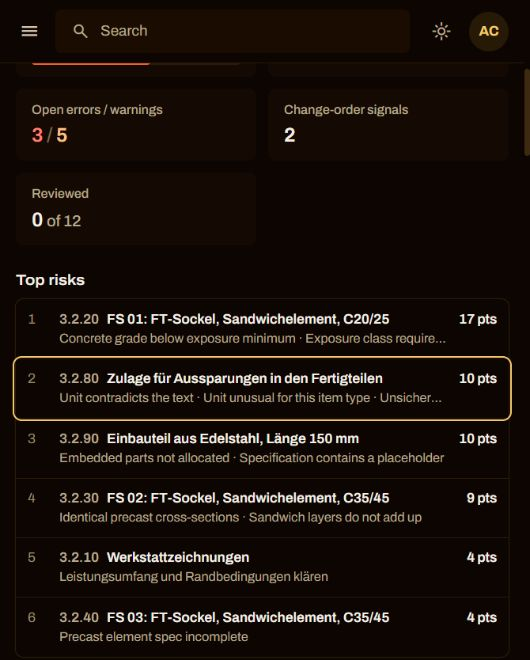 Search
AC
Open errors / warnings
Change-order signals
3 / 5
2
Reviewed
0 of 12
Top risks
1 3.2.20 FS 01: FT-Sockel, Sandwichelement, C20/25 17 pts
Concrete grade below exposure minimum · Exposure class require...
2 3.2.80 Zulage für Aussparungen in den Fertigteilen 10 pts
Unit contradicts the text · Unit unusual for this item type · Unsicher...
3 3.2.90 Einbauteil aus Edelstahl, Länge 150 mm 10 pts
Embedded parts not allocated · Specification contains a placeholder
4 3.2.30 FS 02: FT-Sockel, Sandwichelement, C35/45 9 pts
Identical precast cross-sections · Sandwich layers do not add up
5 3.2.10 Werkstattzeichnungen 4 pts
Leistungsumfang und Randbedingungen klären
6 3.2.40 FS 03: FT-Sockel, Sandwichelement, C35/45 4 pts
Precast element spec incomplete